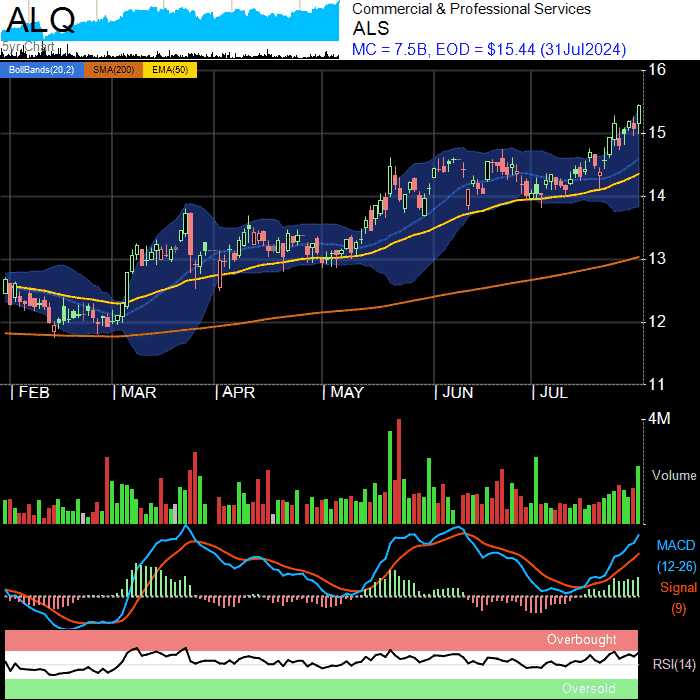 ALQ
5yr Chart
Commercial & Professional Services
ALS
MC = 7.5B, EOD = $15.44 (31Jul2024)
BollBands(20,2) SMA(200) EMA(50)
16
15
14
13
12
11
FEB MAR APR MAY JUN JUL
4M
Volume
MACD
(12-26)
Signal
(9)
Overbought
RSI(14)
Oversold